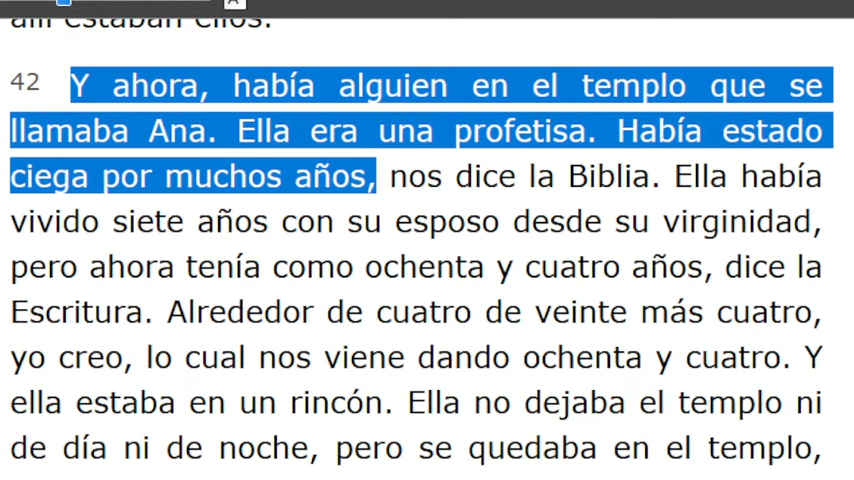 allí estaban ellos.
42 Y ahora, había alguien en el templo que se
llamaba Ana. Ella era una profetisa. Había estado
ciega por muchos años, nos dice la Biblia. Ella había
vivido siete años con su esposo desde su virginidad,
pero ahora tenía como ochenta y cuatro años, dice la
Escritura. Alrededor de cuatro de veinte más cuatro,
yo creo, lo cual nos viene dando ochenta y cuatro. Y
ella estaba en un rincón. Ella no dejaba el templo ni
de día ni de noche, pero se quedaba en el templo,